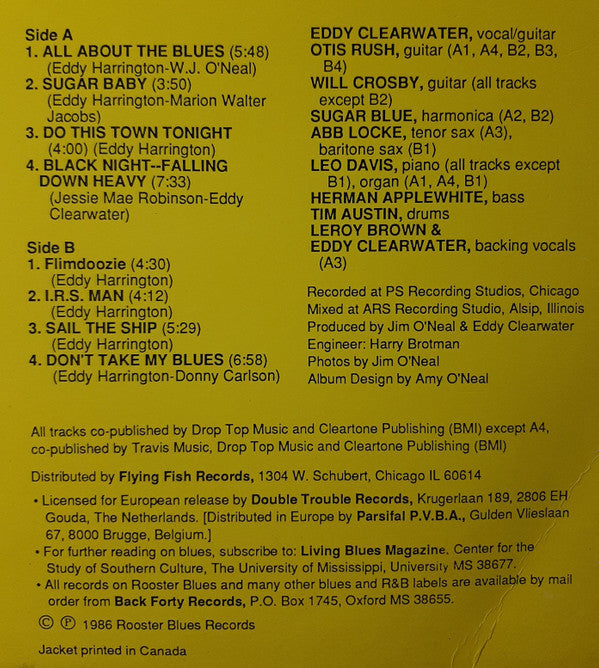 Side A
1. ALL ABOUT THE BLUES (5:48)
(Eddy Harrington-W.J. O'Neal)
2. SUGAR BABY (3:50)
(Eddy Harrington-Marion Walter
Jacobs)
3. DO THIS TOWN TONIGHT
(4:00) (Eddy Harrington)
4. BLACK NIGHT--FALLING
DOWN HEAVY (7:33)
(Jessie Mae Robinson-Eddy
Clearwater)
Side B
1. Flimdoozie (4:30)
(Eddy Harrington)
2. I.R.S. MAN (4:12)
(Eddy Harrington)
3. SAIL THE SHIP (5:29)
(Eddy Harrington)
4. DON'T TAKE MY BLUES (6:58)
(Eddy Harrington-Donny Carlson)
EDDY CLEARWATER, vocal/guitar
OTIS RUSH, guitar (A1, A4, B2, B3,
B4)
WILL CROSBY, guitar (all tracks
except B2)
SUGAR BLUE, harmonica (A2, B2)
ABB LOCKE, tenor sax (A3),
baritone sax (B1)
LEO DAVIS, piano (all tracks except
B1), organ (A1, A4, B1)
HERMAN APPLEWHITE, bass
TIM AUSTIN, drums
LEROY BROWN &
EDDY CLEARWATER, backing vocals
(A3)
Recorded at PS Recording Studios, Chicago
Mixed at ARS Recording Studio, Alsip, Illinois
Produced by Jim O'Neal & Eddy Clearwater
Engineer: Harry Brotman
Photos by Jim O'Neal
Album Design by Amy O'Neal
All tracks co-published by Drop Top Music and Cleartone Publishing (BMI) except A4,
co-published by Travis Music, Drop Top Music and Cleartone Publishing (BMI)
Distributed by Flying Fish Records, 1304 W. Schubert, Chicago IL 60614
• Licensed for European release by Double Trouble Records, Krugerlaan 189, 2806 EH
Gouda, The Netherlands. [Distributed in Europe by Parsifal P.V.B.A., Gulden Vlieslaan
67, 8000 Brugge, Belgium.]
• For further reading on blues, subscribe to: Living Blues Magazine, Center for the
Study of Southern Culture, The University of Mississippi, University MS 38677.
• All records on Rooster Blues and many other blues and R&B labels are available by mail
order from Back Forty Records, P.O. Box 1745, Oxford MS 38655.
© ℗ 1986 Rooster Blues Records
Jacket printed in Canada